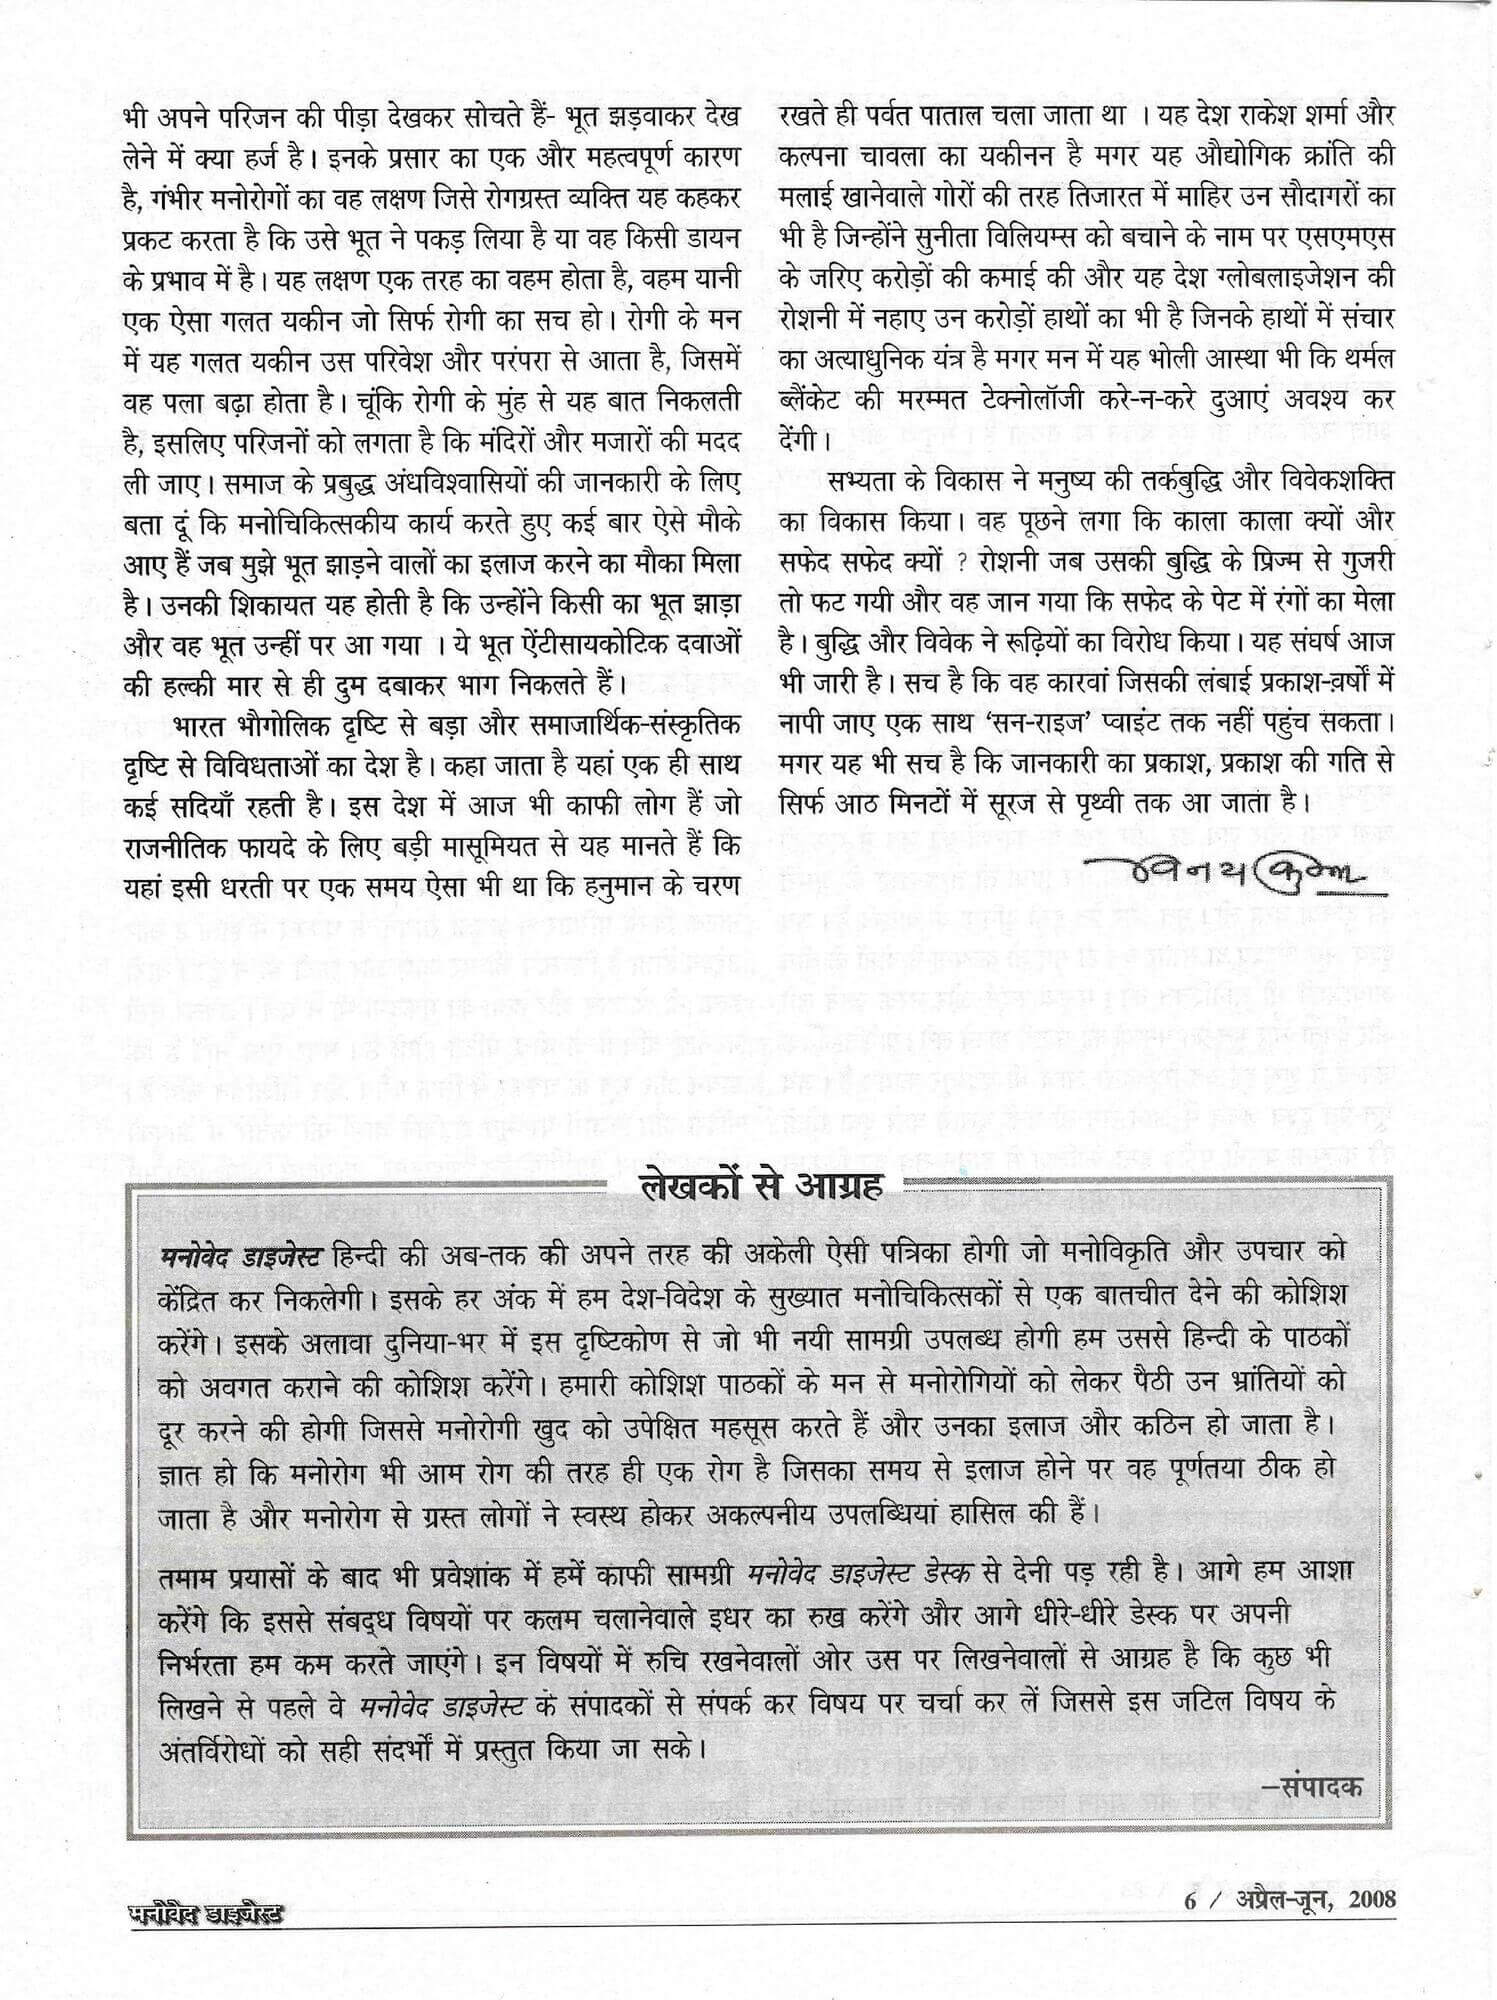 भी अपने परिजन की पीड़ा देखकर सोचते हैं- भूत झड़वाकर देख
लेने में क्या हर्ज है। इनके प्रसार का एक और महत्वपूर्ण कारण
है, गंभीर मनोरोगों का वह लक्षण जिसे रोगग्रस्त व्यक्ति यह कहकर
प्रकट करता है कि उसे भूत ने पकड़ लिया है या वह किसी डायन
के प्रभाव में है। यह लक्षण एक तरह का वहम होता है, वहम यानी
एक ऐसा गलत यकीन जो सिर्फ रोगी का सच हो। रोगी के मन
में यह गलत यकीन उस परिवेश और परंपरा से आता है, जिसमें
वह पला बढ़ा होता है। चूंकि रोगी के मुंह से यह बात निकलती
है, इसलिए परिजनों को लगता है कि मंदिरों और मजारों की मदद
ली जाए। समाज के प्रबुद्ध अंधविश्वासियों की जानकारी के लिए
बता दूं कि मनोचिकित्सकीय कार्य करते हुए कई बार ऐसे मौके
आए हैं जब मुझे भूत झाड़ने वालों का इलाज करने का मौका मिला
है। उनकी शिकायत यह होती है कि उन्होंने किसी का भूत झाड़ा
और वह भूत उन्हीं पर आ गया । ये भूत ऐंटीसायकोटिक दवाओं
की हल्की मार से ही दुम दबाकर भाग निकलते हैं।
भारत भौगोलिक दृष्टि से बड़ा और समाजार्थिक-संस्कृतिक
दृष्टि से विविधताओं का देश है। कहा जाता है यहां एक ही साथ
कई सदियाँ रहती है। इस देश में आज भी काफी लोग हैं जो
राजनीतिक फायदे के लिए बड़ी मासूमियत से यह मानते हैं कि
यहां इसी धरती पर एक समय ऐसा भी था कि हनुमान के चरण
रखते ही पर्वत पाताल चला जाता था । यह देश राकेश शर्मा और
कल्पना चावला का यकीनन है मगर यह औद्योगिक क्रांति की
मलाई खानेवाले गोरों की तरह तिजारत में माहिर उन सौदागरों का
भी है जिन्होंने सुनीता विलियम्स को बचाने के नाम पर एसएमएस
के जरिए करोड़ों की कमाई की और यह देश ग्लोबलाइजेशन की
रोशनी में नहाए उन करोड़ों हाथों का भी है जिनके हाथों में संचार
का अत्याधुनिक यंत्र है मगर मन में यह भोली आस्था भी कि थर्मल
ब्लैंकेट की मरम्मत टेक्नोलॉजी करे-न-करे दुआएं अवश्य कर
देंगी।
सभ्यता के विकास ने मनुष्य की तर्कबुद्धि और विवेकशक्ति
का विकास किया। वह पूछने लगा कि काला काला क्यों और
सफेद सफेद क्यों ? रोशनी जब उसकी बुद्धि के प्रिज्म से गुजरी
तो फट गयी और वह जान गया कि सफेद के पेट में रंगों का मेला
है। बुद्धि और विवेक ने रूढ़ियों का विरोध किया। यह संघर्ष आज
भी जारी है। सच है कि वह कारवां जिसकी लंबाई प्रकाश-वर्षों में
नापी जाए एक साथ ‘सन-राइज’ प्वाइंट तक नहीं पहुंच सकता।
मगर यह भी सच है कि जानकारी का प्रकाश, प्रकाश की गति से
सिर्फ आठ मिनटों में सूरज से पृथ्वी तक आ जाता है।
विनय कुमार
लेखकों से आग्रह
मनोवेद डाइजेस्ट हिन्दी की अब-तक की अपने तरह की अकेली ऐसी पत्रिका होगी जो मनोविकृति और उपचार को
केंद्रित कर निकलेगी। इसके हर अंक में हम देश-विदेश के सुख्यात मनोचिकित्सकों से एक बातचीत देने की कोशिश
करेंगे। इसके अलावा दुनिया-भर में इस दृष्टिकोण से जो भी नयी सामग्री उपलब्ध होगी हम उससे हिन्दी के पाठकों
को अवगत कराने की कोशिश करेंगे। हमारी कोशिश पाठकों के मन से मनोरोगियों को लेकर पैठी उन भ्रांतियों को
दूर करने की होगी जिससे मनोरोगी खुद को उपेक्षित महसूस करते हैं और उनका इलाज और कठिन हो जाता है।
ज्ञात हो कि मनोरोग भी आम रोग की तरह ही एक रोग है जिसका समय से इलाज होने पर वह पूर्णतया ठीक हो
जाता है और मनोरोग से ग्रस्त लोगों ने स्वस्थ होकर अकल्पनीय उपलब्धियां हासिल की हैं।
तमाम प्रयासों के बाद भी प्रवेशांक में हमें काफी सामग्री मनोवेद डाइजेस्ट डेस्क से देनी पड़ रही है। आगे हम आशा
करेंगे कि इससे संबद्ध विषयों पर कलम चलानेवाले इधर का रुख करेंगे और आगे धीरे-धीरे डेस्क पर अपनी
निर्भरता हम कम करते जाएंगे। इन विषयों में रुचि रखनेवालों ओर उस पर लिखनेवालों से आग्रह है कि कुछ भी
लिखने से पहले वे मनोवेद डाइजेस्ट के संपादकों से संपर्क कर विषय पर चर्चा कर लें जिससे इस जटिल विषय के
अंतर्विरोधों को सही संदर्भों में प्रस्तुत किया जा सके।
–संपादक
मनोवेद डाइजेस्ट
6 / अप्रैल-जून, 2008